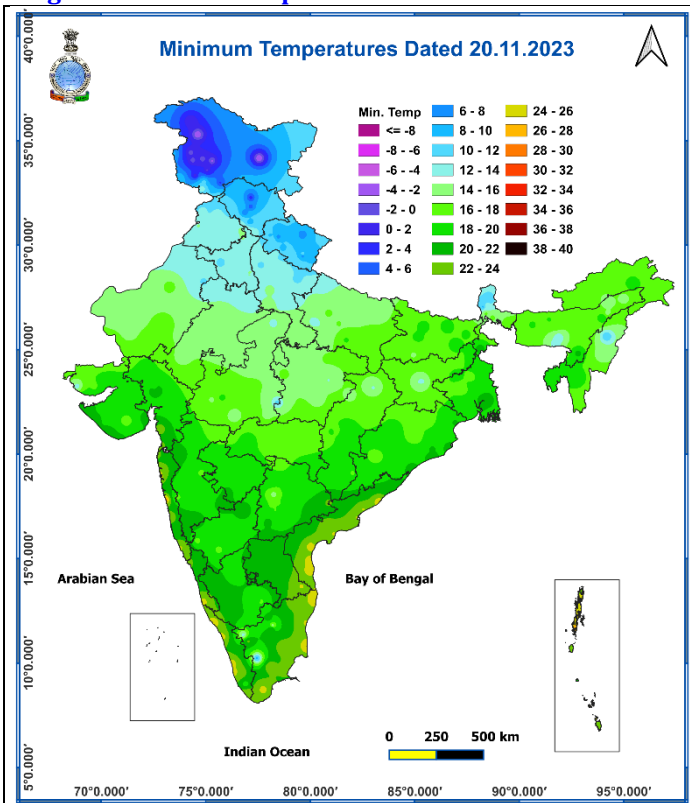 Minimum Temperatures Dated 20.11.2023
Min. Temp
<= -8
-8 - -6
-6 - -4
-4 - -2
-2 - 0
0 - 2
2 - 4
4 - 6
6 - 8
8 - 10
10 - 12
12 - 14
14 - 16
16 - 18
18 - 20
20 - 22
22 - 24
24 - 26
26 - 28
28 - 30
30 - 32
32 - 34
34 - 36
36 - 38
38 - 40
40°0.000'
35°0.000'
30°0.000'
25°0.000'
20°0.000'
15°0.000'
10°0.000'
5°0.000'
Arabian Sea
Bay of Bengal
Indian Ocean
0 250 500 km
70°0.000' 75°0.000' 80°0.000' 85°0.000' 90°0.000' 95°0.000'